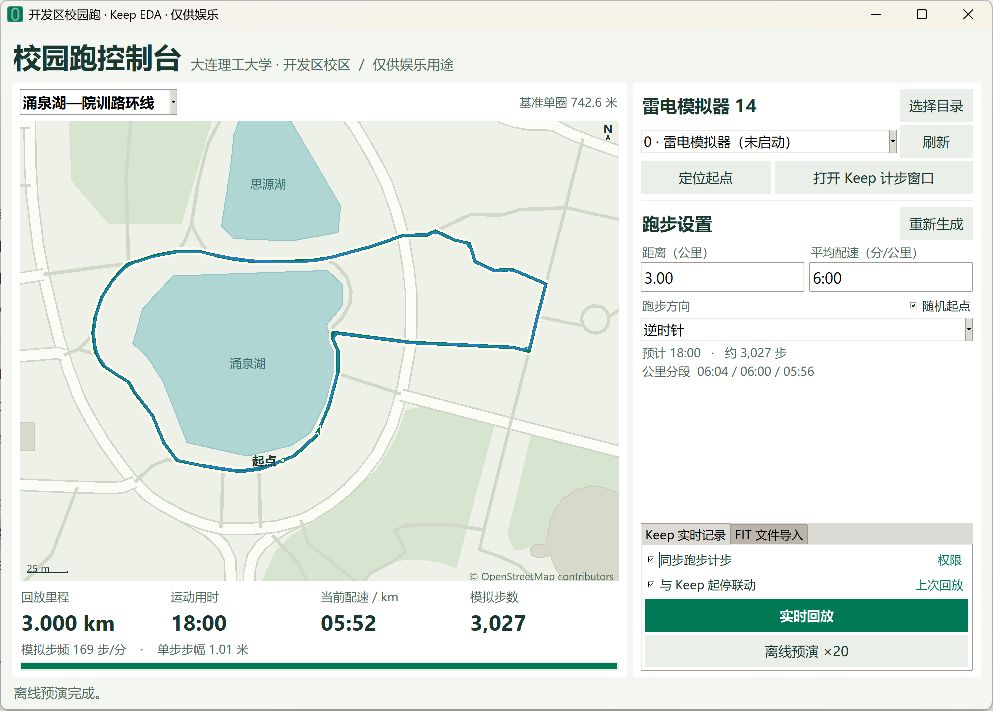 开发区校园跑 · Keep EDA · 仅供娱乐
校园跑控制台 大连理工大学 · 开发区校区 / 仅供娱乐用途
涌泉湖—院训路环线
基准单圈 742.6 米
N
思源湖
涌泉湖
起点
25 m
© OpenStreetMap contributors
回放里程 运动用时 当前配速 / km 模拟步数
3.000 km 18:00 05:52 3,027
模拟步频 169 步/分 · 单步步幅 1.01 米
雷电模拟器 14 选择目录
0 · 雷电模拟器（未启动） 刷新
定位起点 打开 Keep 计步窗口
跑步设置 重新生成
距离（公里） 平均配速（分/公里）
3.00 6:00
跑步方向 随机起点
逆时针
预计 18:00 · 约 3,027 步
公里分段 06:04 / 06:00 / 05:56
Keep 实时记录 FIT 文件导入
同步跑步计步 权限
与 Keep 起停联动 上次回放
实时回放
离线预演 ×20
离线预演完成。